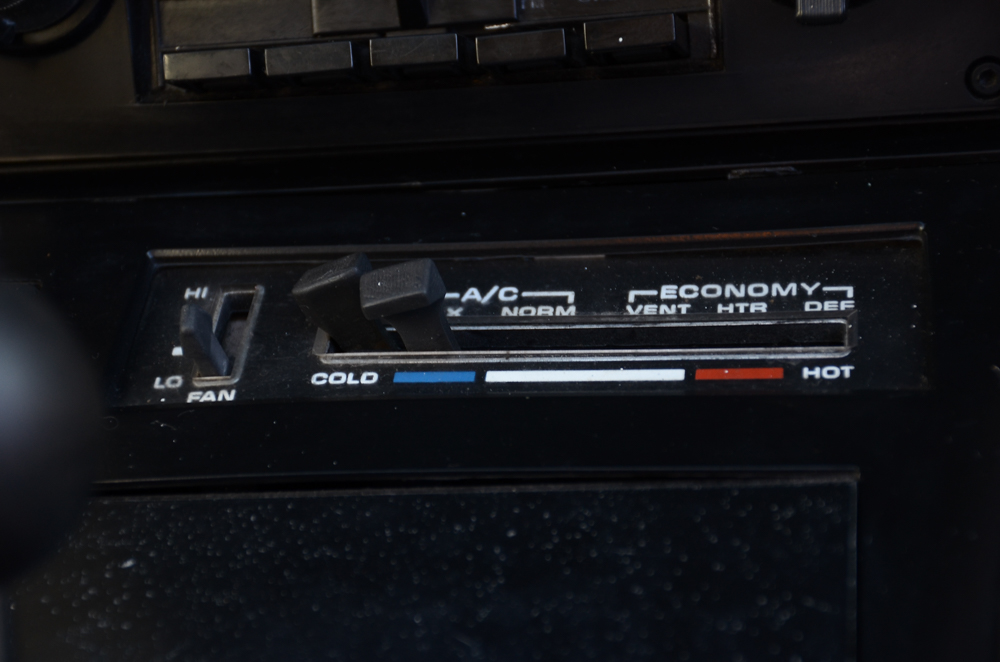 HI
A/C
ECONOMY
NORM
VENT HTR DEF
LO
COLD
HOT
FAN